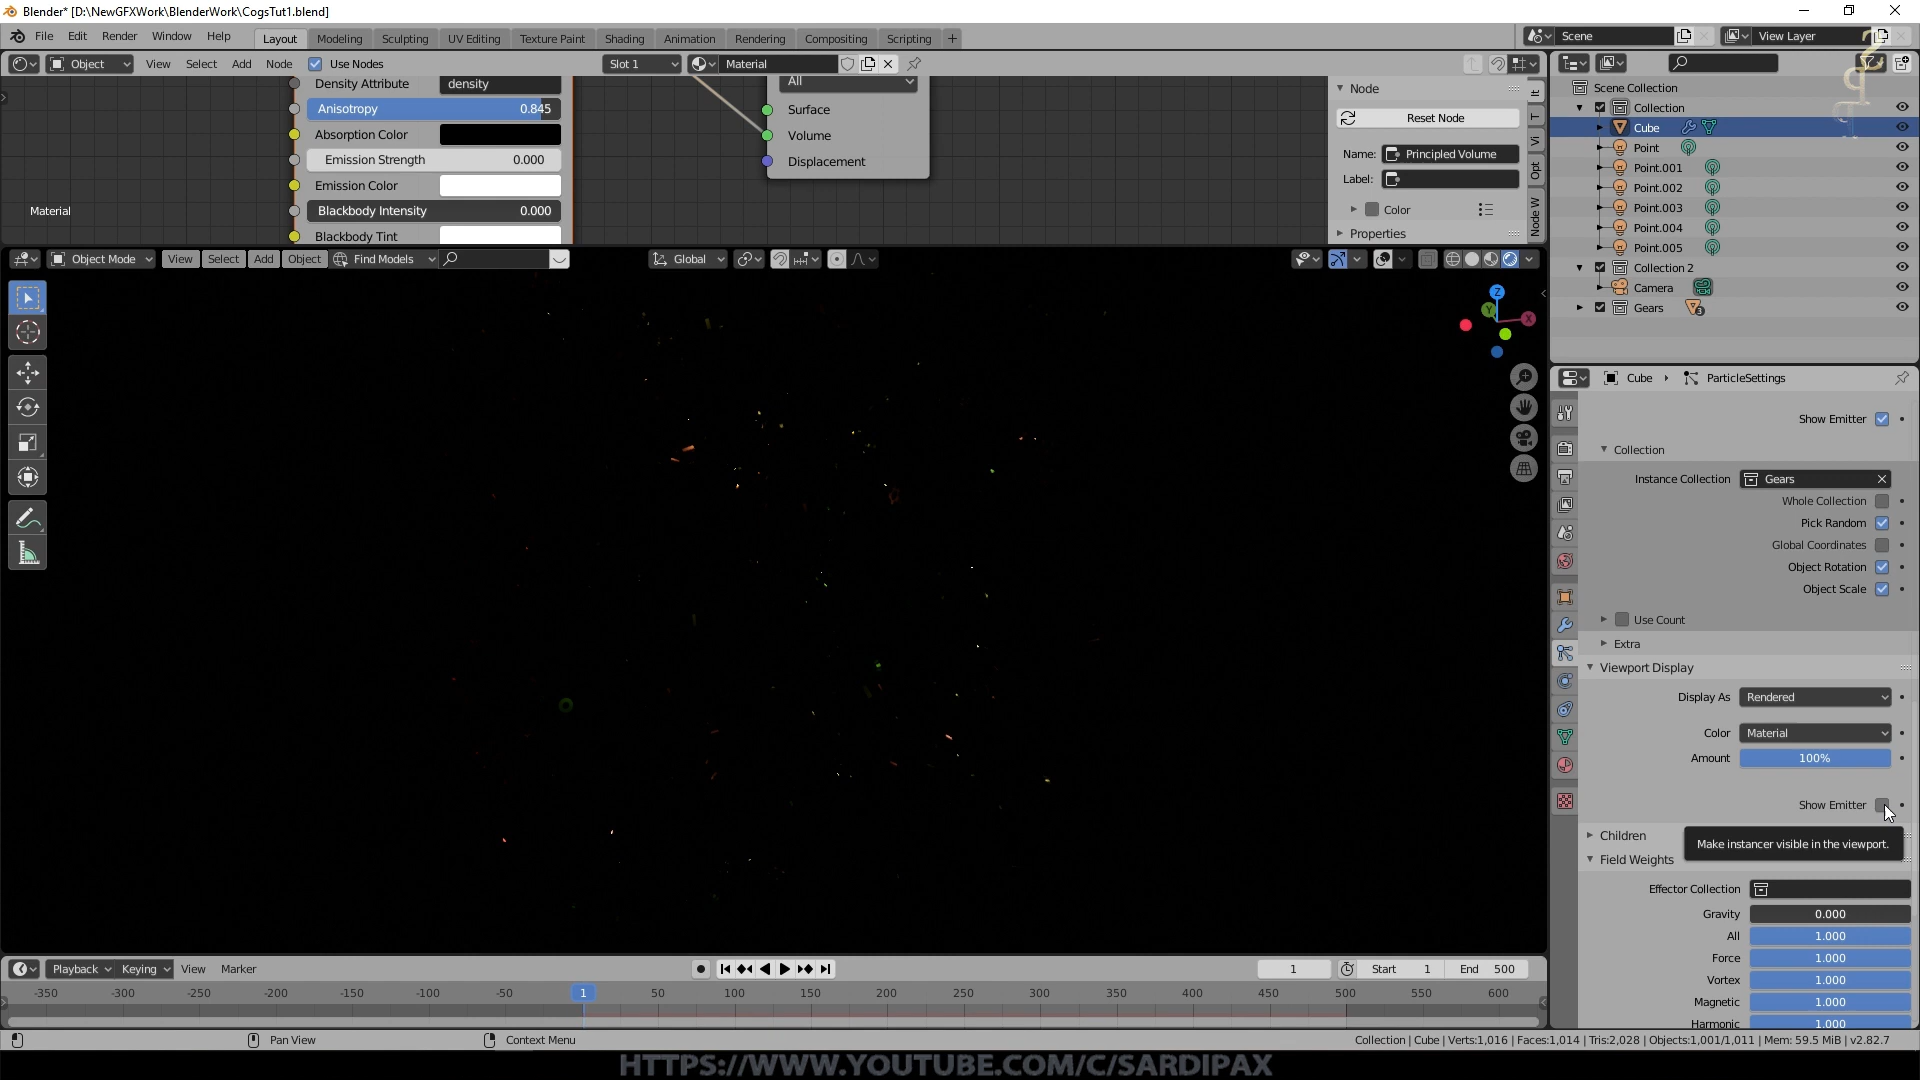 Blender* [D:\NewGFXWork\BlenderWork\CogsTut1.blend]
File Edit Render Window Help
Layout Modeling Sculpting UV Editing Texture Paint Shading Animation Rendering Compositing Scripting +
Scene
View Layer
Object View Select Add Node Use Nodes Slot 1 Material
Density Attribute density
Anisotropy 0.845
Absorption Color
Emission Strength 0.000
Emission Color
Blackbody Intensity 0.000
Blackbody Tint
Material
All
Surface
Volume
Displacement
Node
Reset Node
Name: Principled Volume
Label:
Color
Properties
It
T
Vi
Opt
Node W
Scene Collection
Collection
Cube
Point
Point.001
Point.002
Point.003
Point.004
Point.005
Collection 2
Camera
Gears
3
Object Mode View Select Add Object Find Models Global
Z
Y
X
Cube ParticleSettings
Show Emitter
Collection
Instance Collection Gears
Whole Collection
Pick Random
Global Coordinates
Object Rotation
Object Scale
Use Count
Extra
Viewport Display
Display As Rendered
Color Material
Amount 100%
Show Emitter
Children
Make instancer visible in the viewport.
Field Weights
Effector Collection
Gravity 0.000
All 1.000
Force 1.000
Vortex 1.000
Magnetic 1.000
Harmonic 1.000
Playback Keying View Marker
1 Start 1 End 500
-350 -300 -250 -200 -150 -100 -50 1 50 100 150 200 250 300 350 400 450 500 550 600
Pan View Context Menu
Collection | Cube | Verts:1,016 | Faces:1,014 | Tris:2,028 | Objects:1,001/1,011 | Mem: 59.5 MiB | v2.82.7
HTTPS://WWW.YOUTUBE.COM/C/SARDIPAX